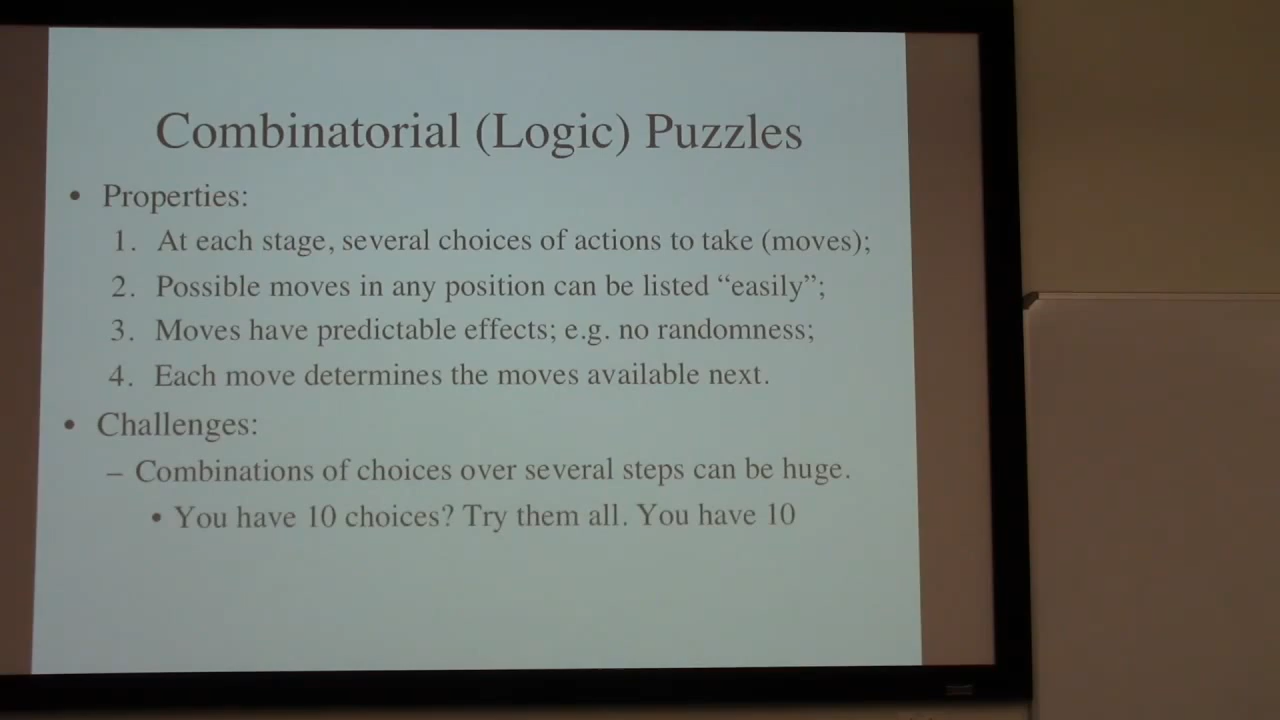 Combinatorial (Logic) Puzzles
• Properties:
1. At each stage, several choices of actions to take (moves);
2. Possible moves in any position can be listed “easily”;
3. Moves have predictable effects; e.g. no randomness;
4. Each move determines the moves available next.
• Challenges:
– Combinations of choices over several steps can be huge.
• You have 10 choices? Try them all. You have 10